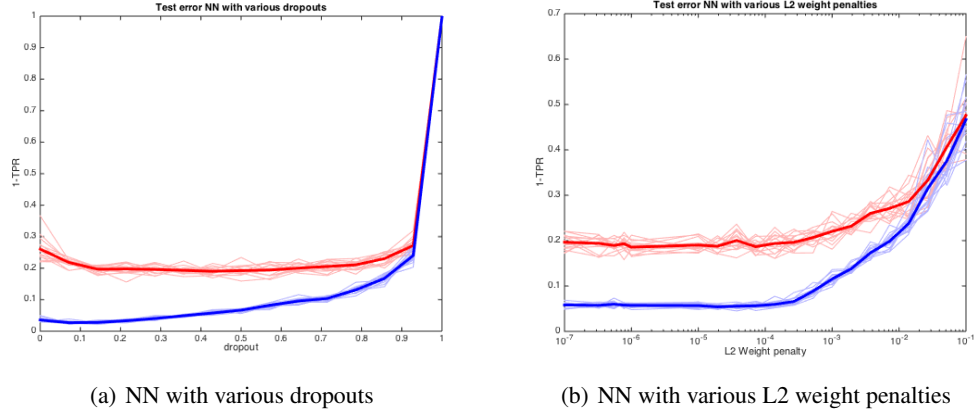 Test error NN with various dropouts
1
0.9
0.8
0.7
0.6
0.5
0.4
0.3
0.2
0.1
0
1-TPR
0 0.1 0.2 0.3 0.4 0.5 0.6 0.7 0.8 0.9 1
dropout
(a) NN with various dropouts
Test error NN with various L2 weight penalties
0.7
0.6
0.5
0.4
0.3
0.2
0.1
0
1-TPR
10^-7 10^-6 10^-5 10^-4 10^-3 10^-2 10^-1
L2 Weight penalty
(b) NN with various L2 weight penalties